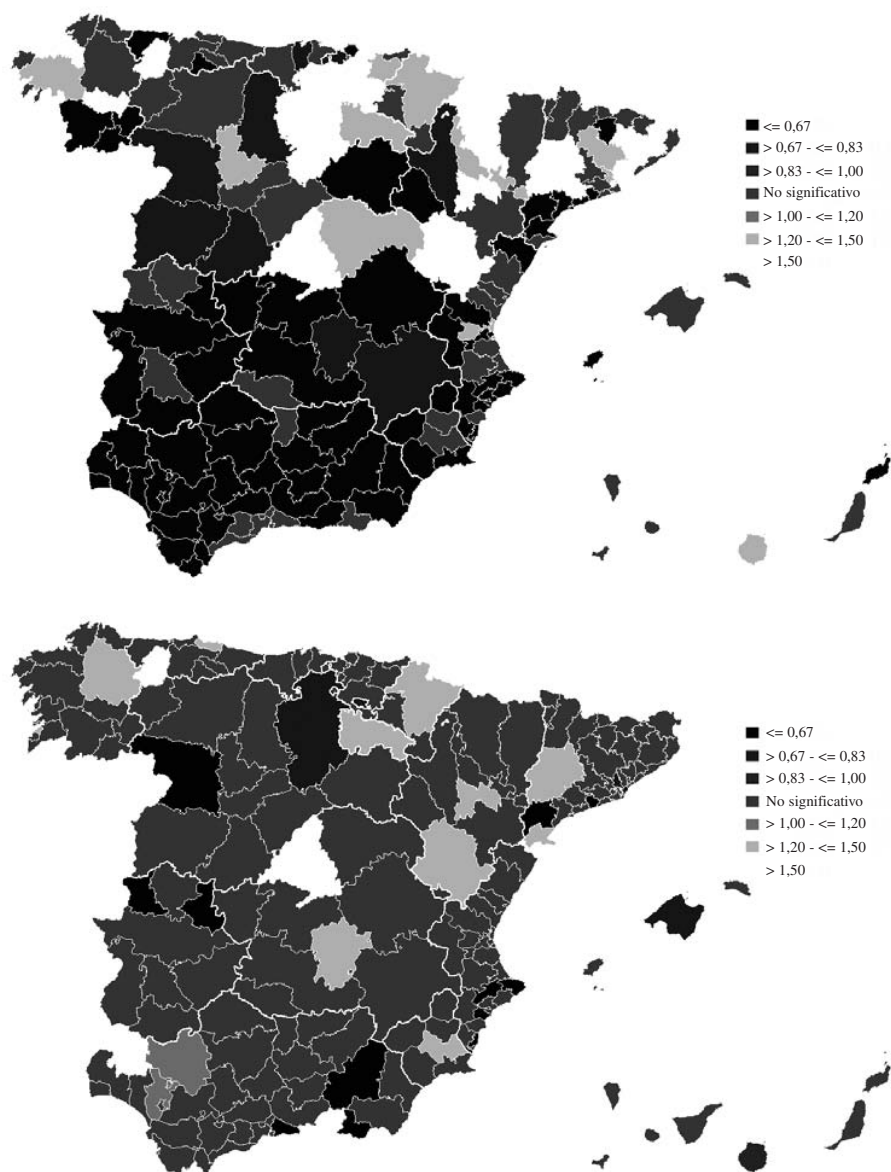 <= 0,67
> 0,67 - <= 0,83
> 0,83 - <= 1,00
No significativo
> 1,00 - <= 1,20
> 1,20 - <= 1,50
> 1,50
<= 0,67
> 0,67 - <= 0,83
> 0,83 - <= 1,00
No significativo
> 1,00 - <= 1,20
> 1,20 - <= 1,50
> 1,50